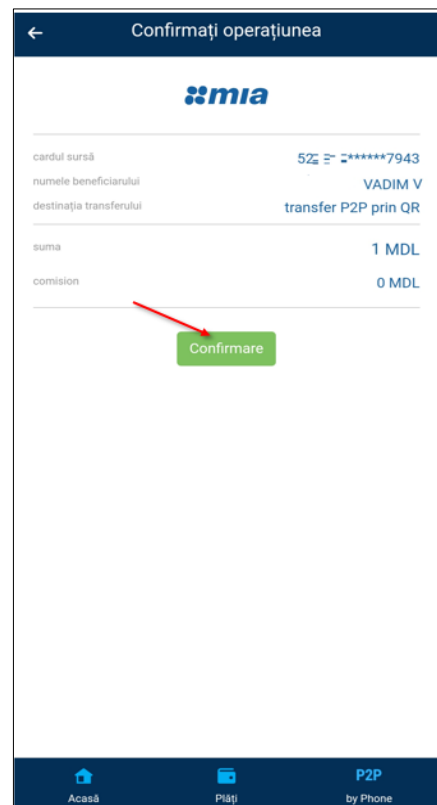 Confirmați operațiunea
mia
cardul sursă ******7943
numele beneficiarului VADIM V
destinația transferului transfer P2P prin QR
suma 1 MDL
comision 0 MDL
Confirmare
Acasă Plăți P2P by Phone